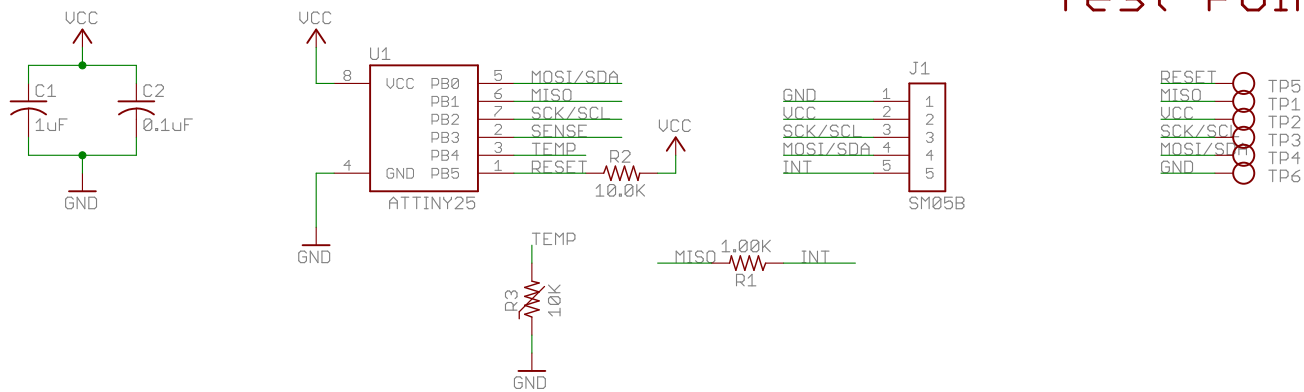 VCC
C1
1uF
C2
0.1uF
GND
VCC
U1
8
VCC
4
GND
PB0
PB1
PB2
PB3
PB4
PB5
5
6
7
2
3
1
MOSI/SDA
MISO
SCK/SCL
SENSE
TEMP
RESET
ATTINY25
GND
R2
10.0K
VCC
J1
GND 1 1
VCC 2 2
SCK/SCL 3 3
MOSI/SDA 4 4
INT 5 5
SM05B
Test
RESET TP5
MISO TP1
VCC TP2
SCK/SCL TP3
MOSI/SDA TP4
GND TP6
TEMP
R3
10K
GND
MISO
1.00K
R1
INT